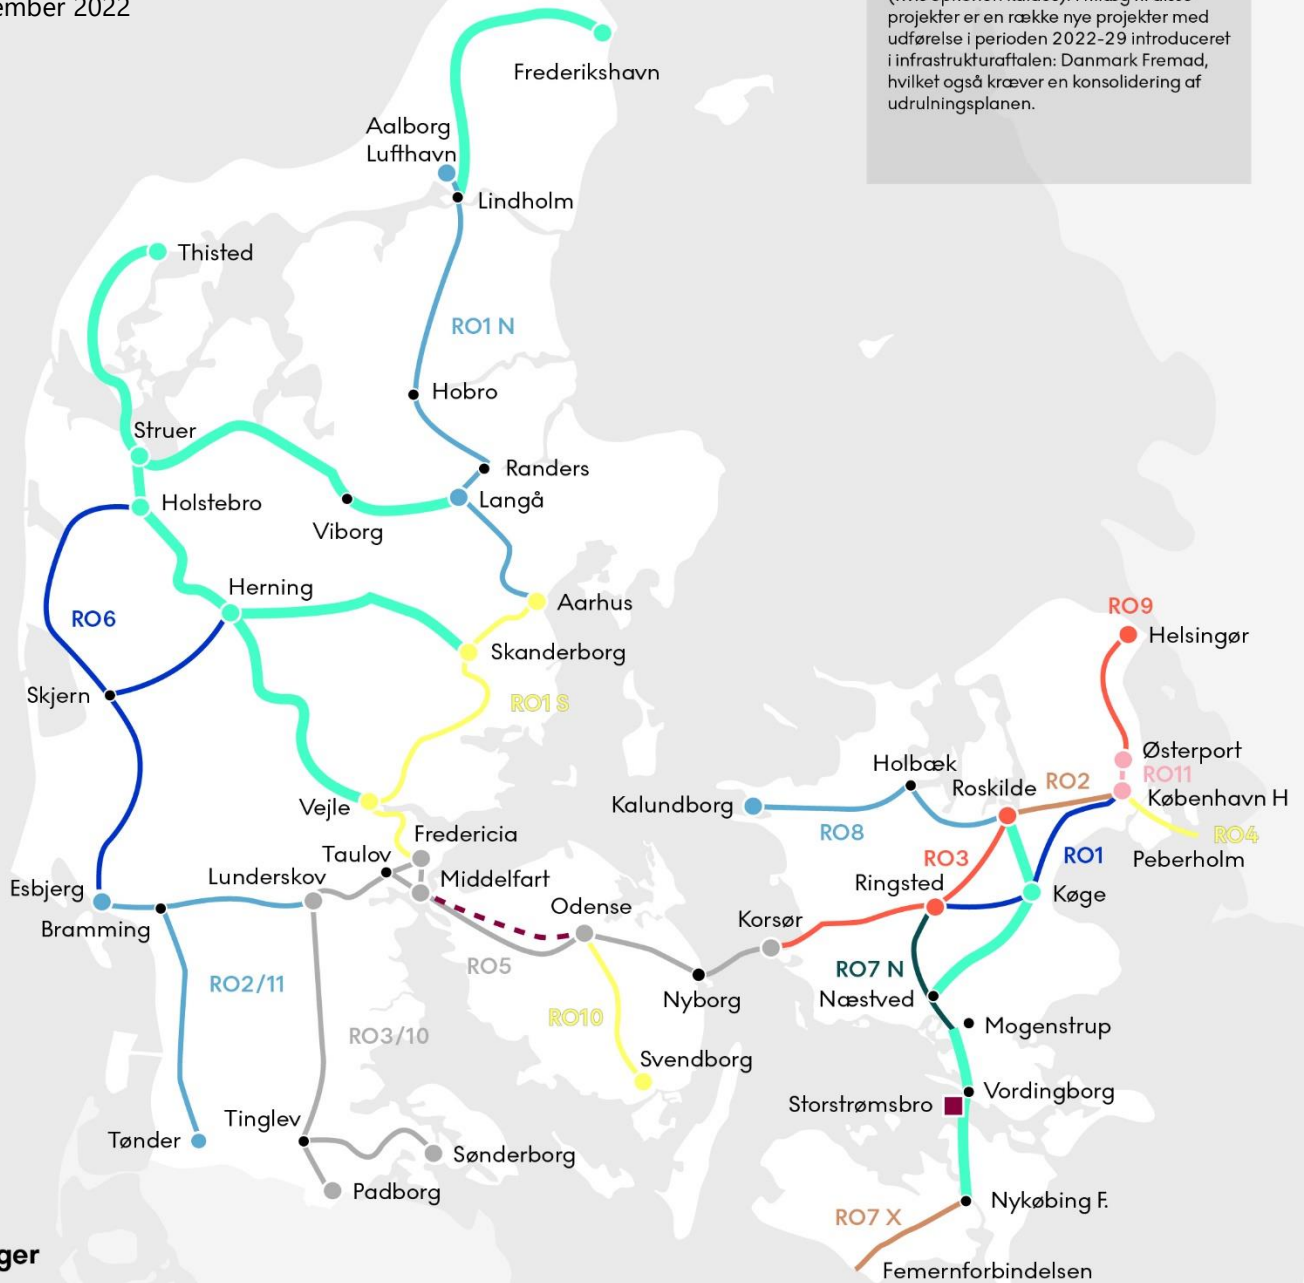 ember 2022
projekter er en række nye projekter med
udførelse i perioden 2022-29 introduceret
i infrastrukturaftalen: Danmark Fremad,
hvilket også kræver en konsolidering af
udrulningsplanen.
Frederikshavn
Aalborg
Lufthavn
Lindholm
Thisted
RO1 N
Hobro
Struer
Randers
Holstebro
Langå
Viborg
Herning
Aarhus
RO6
RO9
Helsingør
Skanderborg
Skjern
RO1 S
Østerport
Holbæk
RO11
Roskilde
RO2
København H
Vejle
Kalundborg
Fredericia
RO8
RO4
Taulov
RO3
RO1
Peberholm
Lunderskov
Middelfart
Ringsted
Esbjerg
Køge
Odense
Korsør
Bramming
RO5
RO7 N
RO2/11
Nyborg
Næstved
RO10
Mogenstrup
RO3/10
Svendborg
Vordingborg
Storstrømsbro
Tinglev
Tønder
Sønderborg
Padborg
Nykøbing F.
RO7 X
ger
Femernforbindelsen